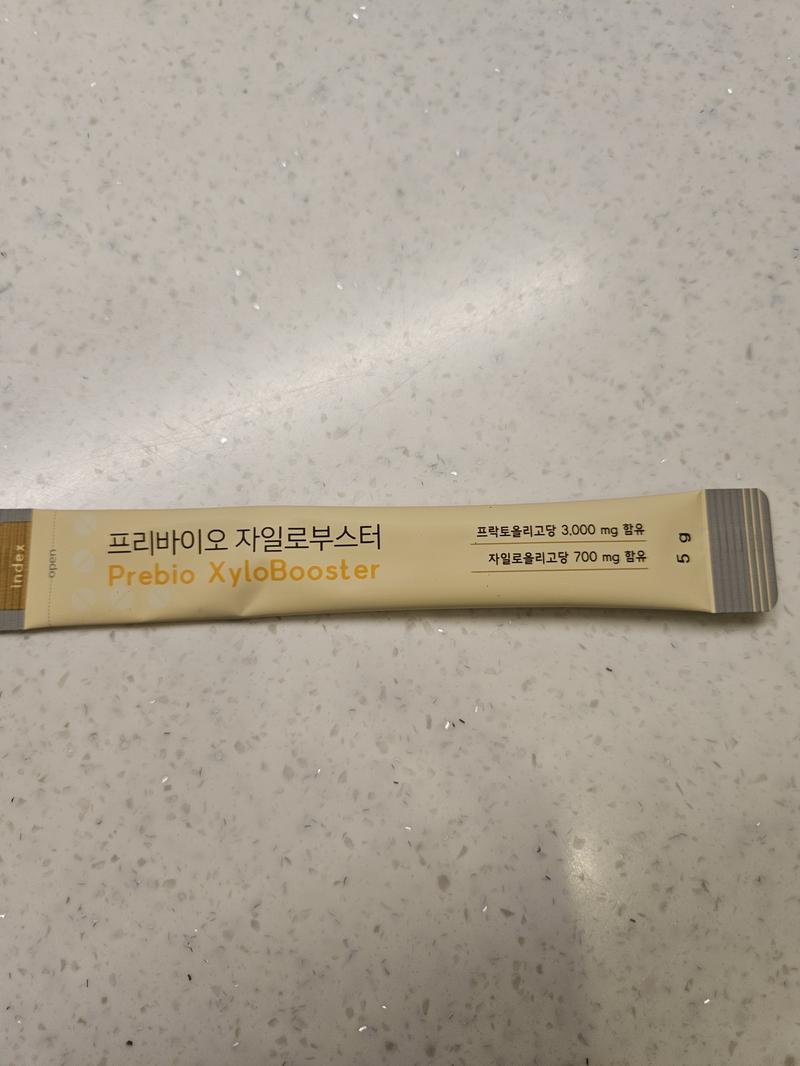 Index
open
프리바이오 자일로부스터
Prebio XyloBooster
프락토올리고당 3,000 mg 함유
자일로올리고당 700 mg 함유
5 g